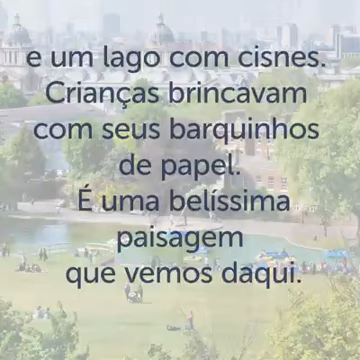 e um lago com cisnes.
Crianças brincavam
com seus barquinhos
de papel.
É uma belíssima
paisagem
que vemos daqui.